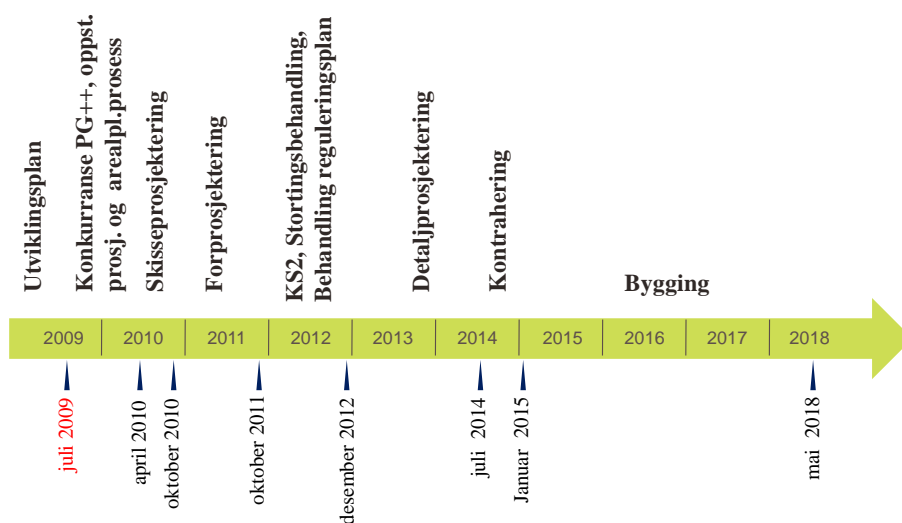 Utviklingsplan
Konkurranse PG++, oppst.
prosj. og arealpl.prosess
Skisseprosjektering
Forprosjektering
KS2, Stortingsbehandling,
Behandling reguleringsplan
Detaljprosjektering
Kontrahering
Bygging
2009
2010
2011
2012
2013
2014
2015
2016
2017
2018
juli 2009
april 2010
oktober 2010
oktober 2011
desember 2012
juli 2014
Januar 2015
mai 2018